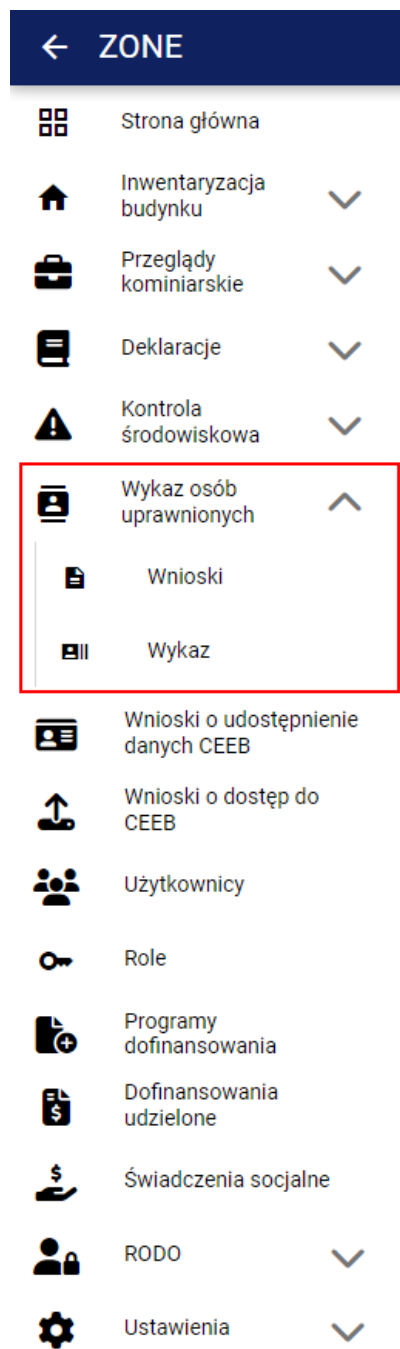 ZONE
Strona główna
Inwentaryzacja
budynku
Przeglądy
kominiarskie
Deklaracje
Kontrola
środowiskowa
Wykaz osób
uprawnionych
Wnioski
Wykaz
Wnioski o udostępnienie
danych CEEB
Wnioski o dostęp do
CEEB
Użytkownicy
Role
Programy
dofinansowania
Dofinansowania
udzielone
Świadczenia socjalne
RODO
Ustawienia